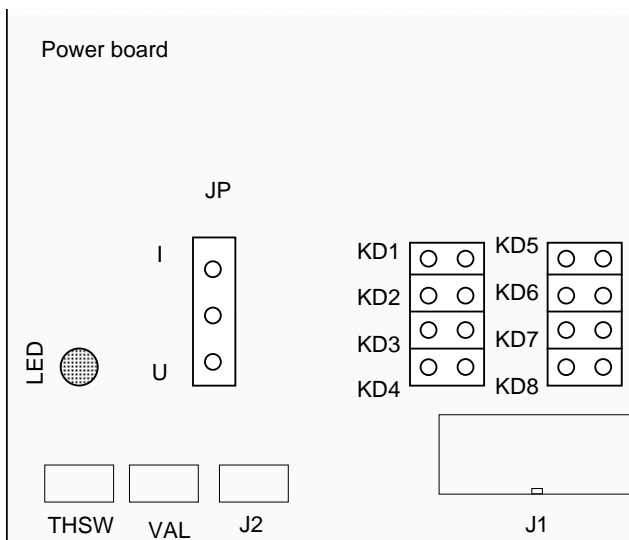 Power board
JP
I
U
LED
KD1
KD2
KD3
KD4
KD5
KD6
KD7
KD8
THSW
VAL
J2
J1